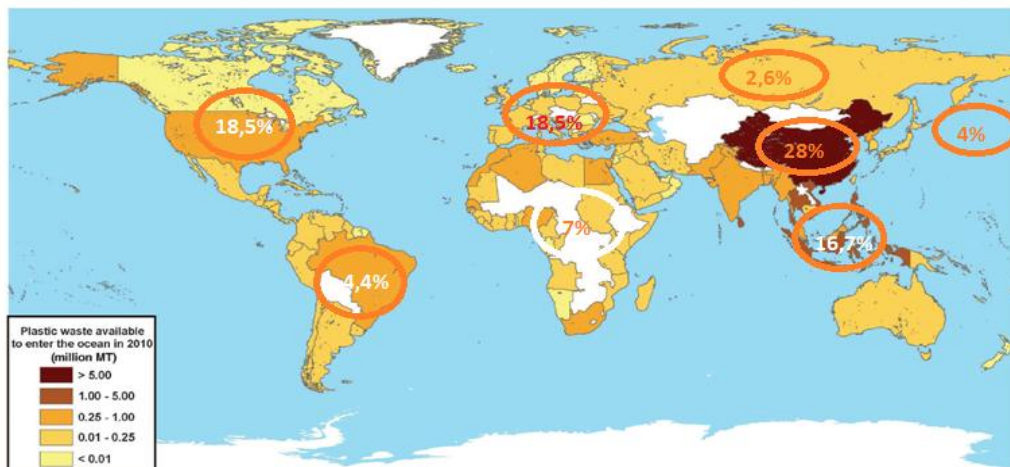 2,6%
18,5%
18,5%
4%
28%
7%
16,7%
4,4%
Plastic waste available
to enter the ocean in 2010
(million MT)
> 5.00
1.00 - 5.00
0.25 - 1.00
0.01 - 0.25
< 0.01